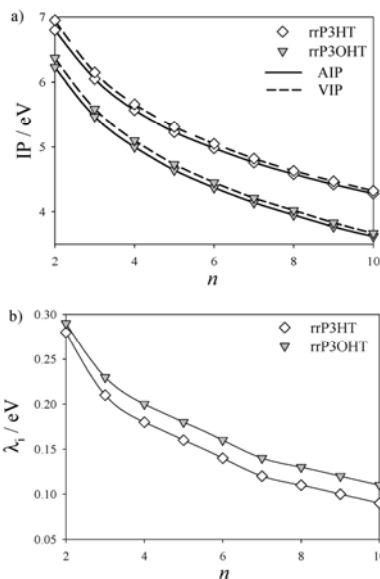 a)
7
6
5
4
IP / eV
rrP3HT
rrP3OHT
AIP
VIP
2 4 6 8 10
n
b)
0.30
0.25
0.20
0.15
0.10
0.05
λi / eV
rrP3HT
rrP3OHT
2 4 6 8 10
n